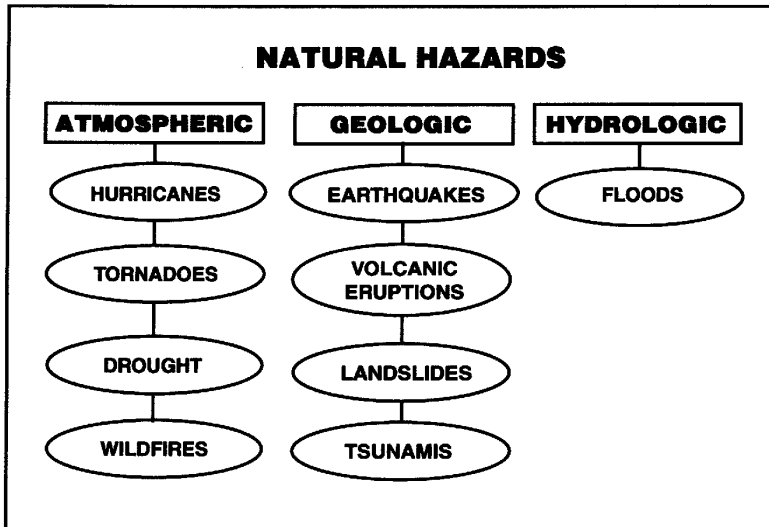 NATURAL HAZARDS
ATMOSPHERIC
HURRICANES
TORNADOES
DROUGHT
WILDFIRES
GEOLOGIC
EARTHQUAKES
VOLCANIC
ERUPTIONS
LANDSLIDES
TSUNAMIS
HYDROLOGIC
FLOODS